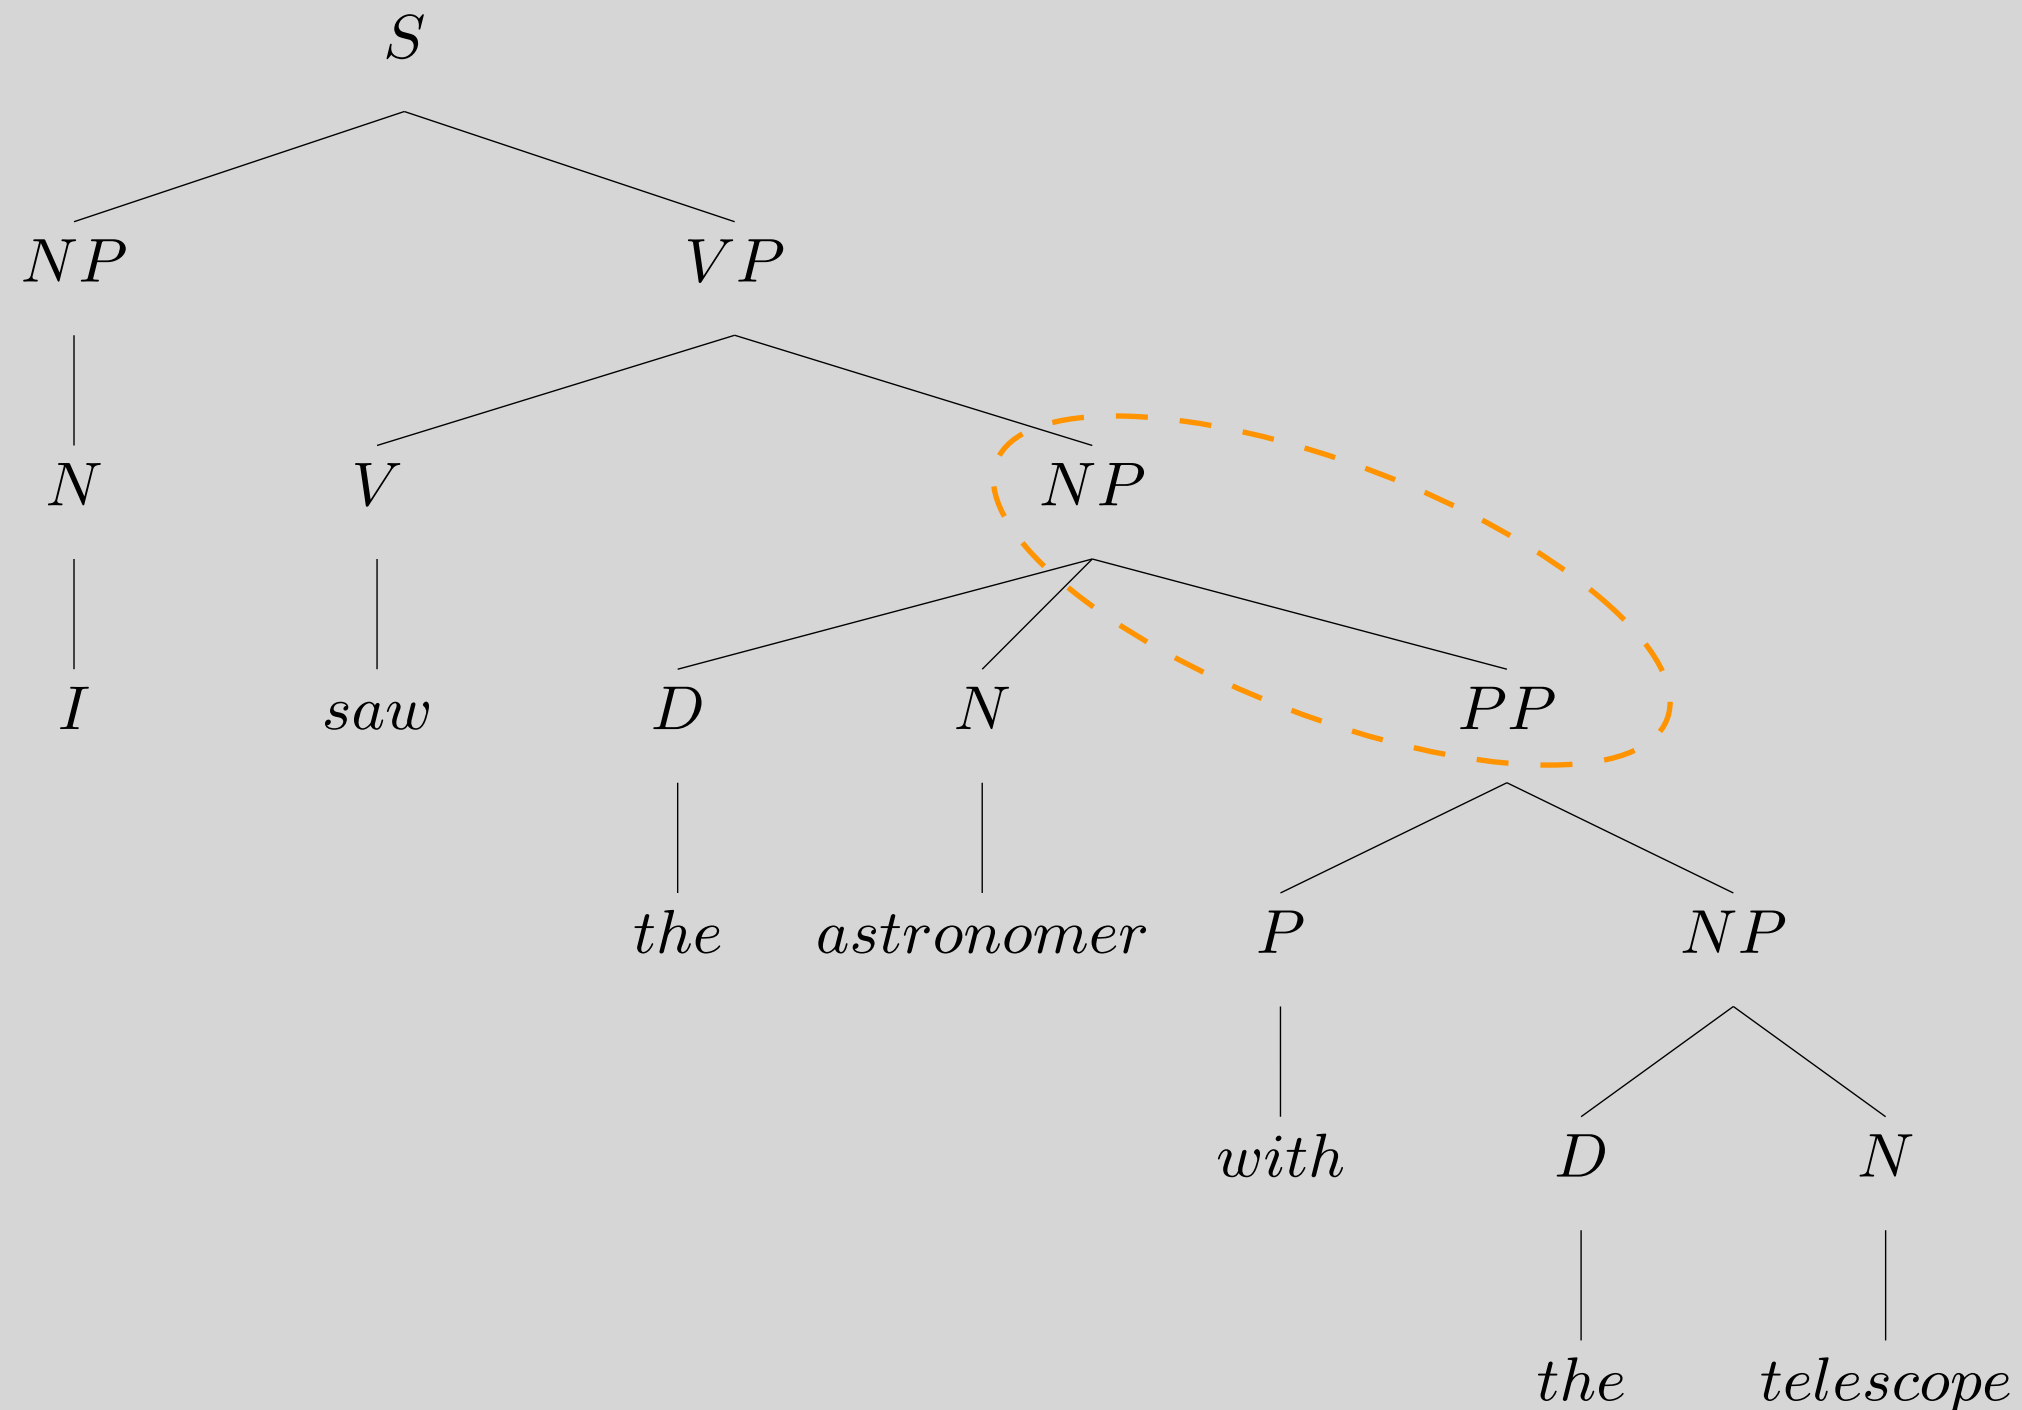 S
NP VP
N V NP
I saw D N PP
the astronomer P NP
with D N
the telescope